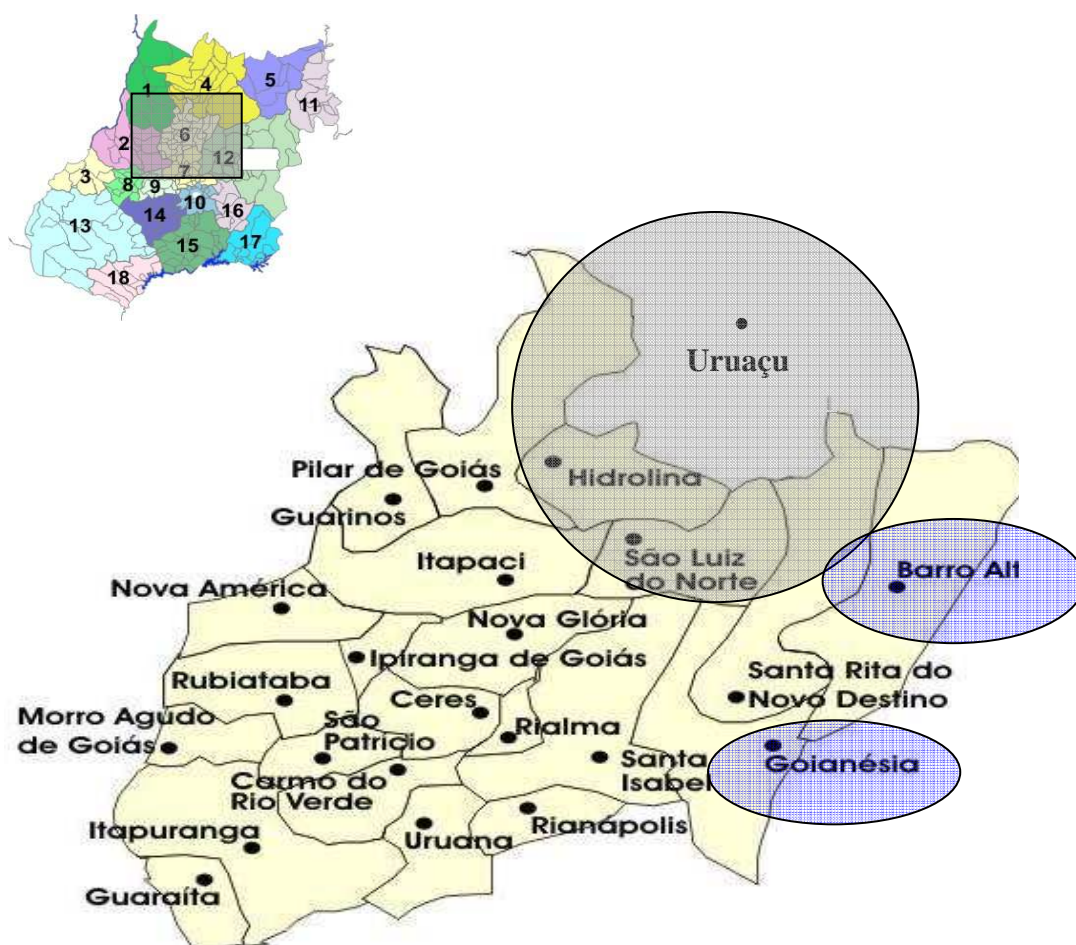 1
4
5
11
2
6
12
3
7
8
9
10
16
13
14
17
15
18
Uruaçu
Pilar de Goiás
Hidrolina
Guarinos
Itapaci
São Luiz
do Norte
Barro Alt
Nova América
Nova Glória
Ipiranga de Goiás
Santa Rita do
Novo Destino
Rubiataba
Ceres
Morro Agudo
de Goiás
São
Patricio
Rialma
Santa
Isabel
Goianésia
Carmo do
Rio Verde
Itapuranga
Uruana
Rianápolis
Guaraíta